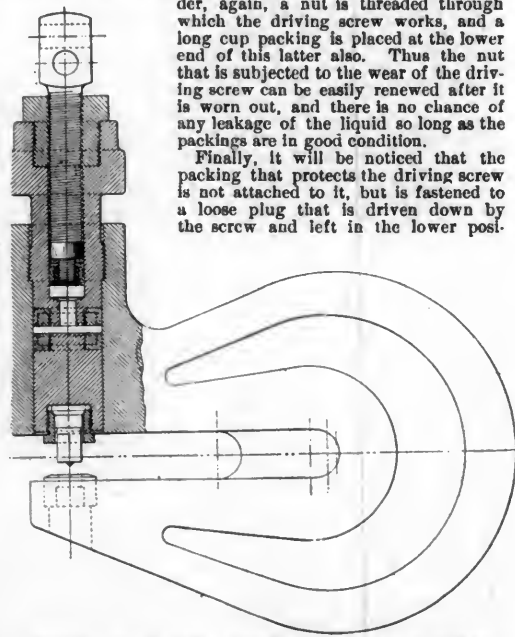 der, again, a nut is threaded through
which the driving screw works, and a
long cup packing is placed at the lower
end of this latter also. Thus the nut
that is subjected to the wear of the driv-
ing screw can be easily renewed after it
is worn out, and there is no chance of
any leakage of the liquid so long as the
packings are in good condition.
Finally, it will be noticed that the
packing that protects the driving screw
is not attached to it, but is fastened to
a loose plug that is driven down by
the screw and left in the lower posi-